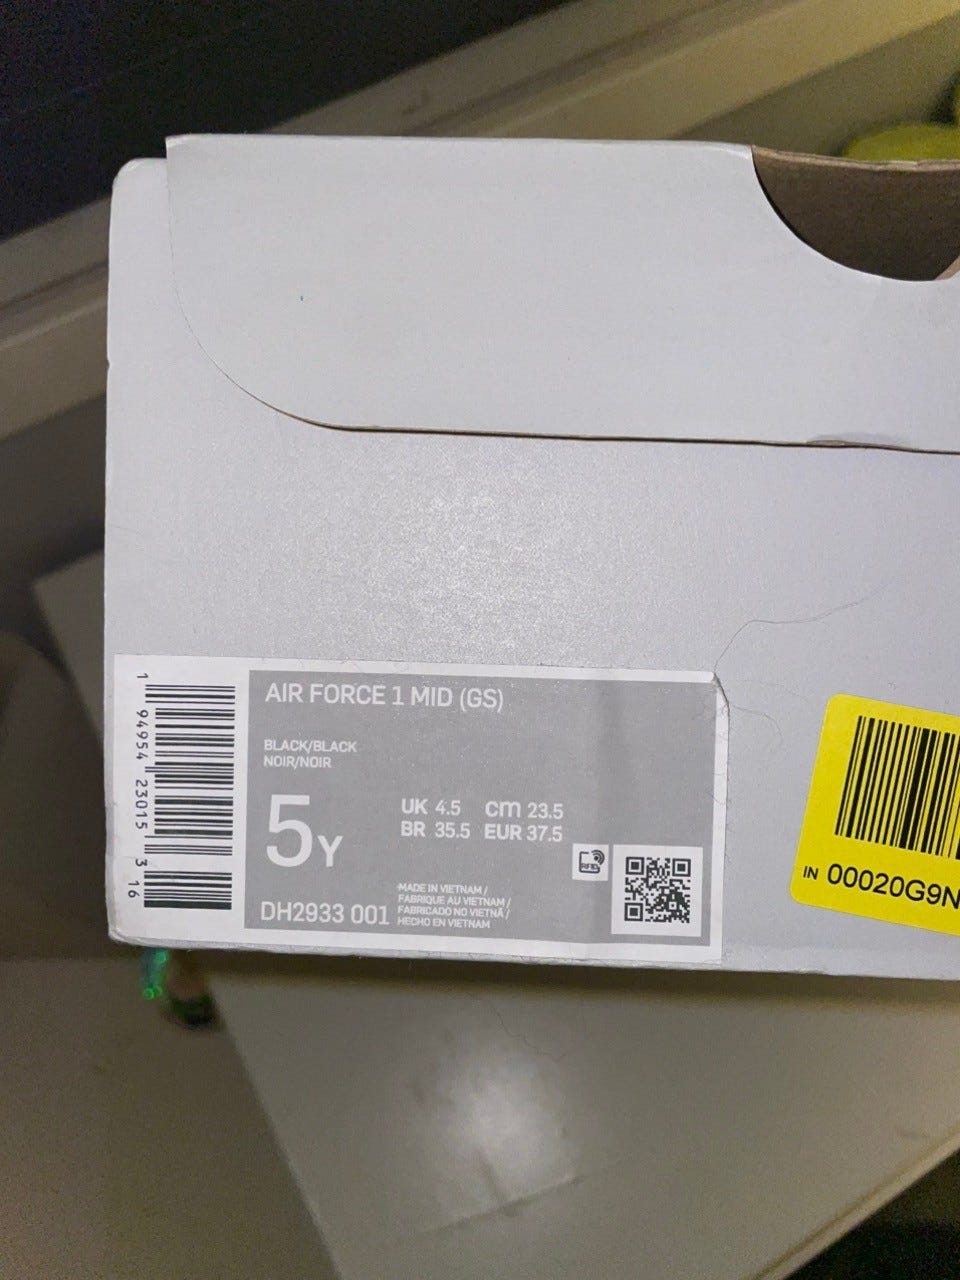 AIR FORCE 1 MID (GS)
BLACK/BLACK
NOIR/NOIR
5Y
UK 4.5 cm 23.5
BR 35.5 EUR 37.5
RFID
DH2933 001
MADE IN VIETNAM /
FABRIQUE AU VIETNAM /
FABRICADO NO VIETNÃ /
HECHO EN VIETNAM
1 94954 23015 3 16
IN 00020G9N